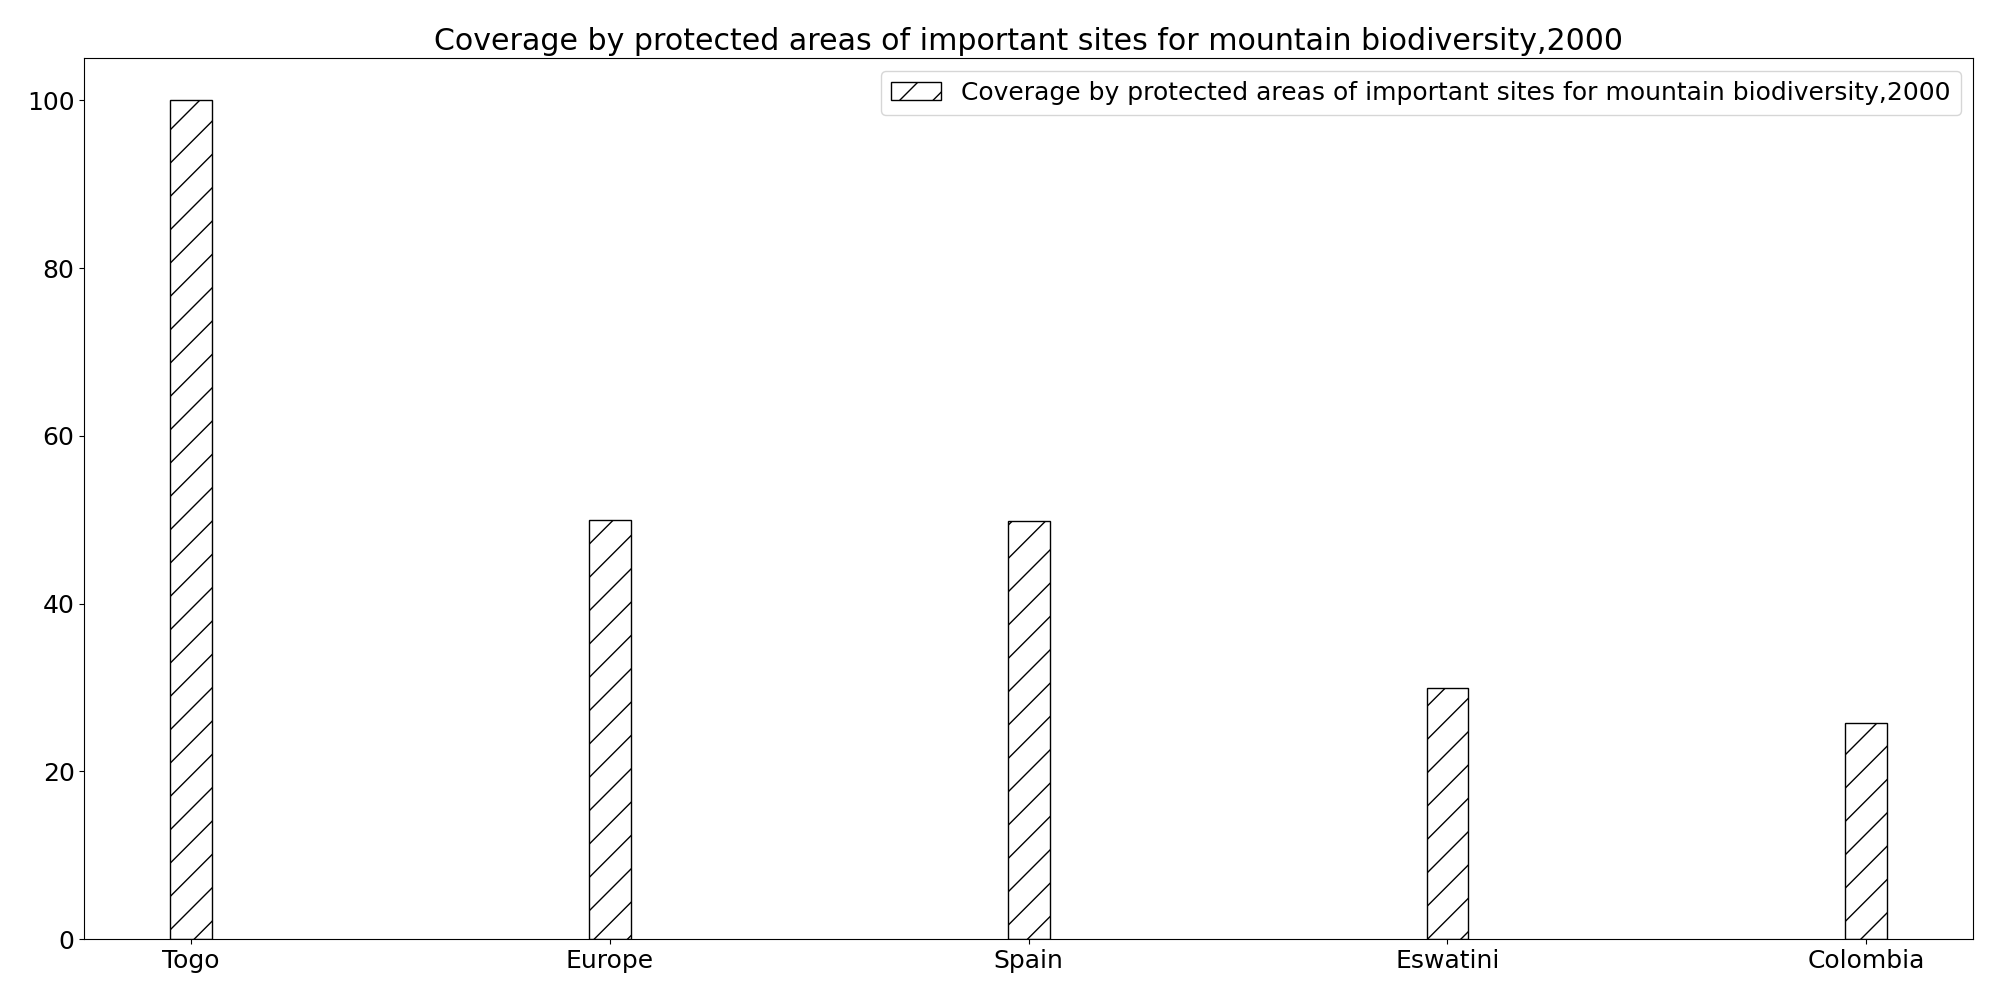 Coverage by protected areas of important sites for mountain biodiversity,2000
Coverage by protected areas of important sites for mountain biodiversity,2000
100
80
60
40
20
0
Togo Europe Spain Eswatini Colombia